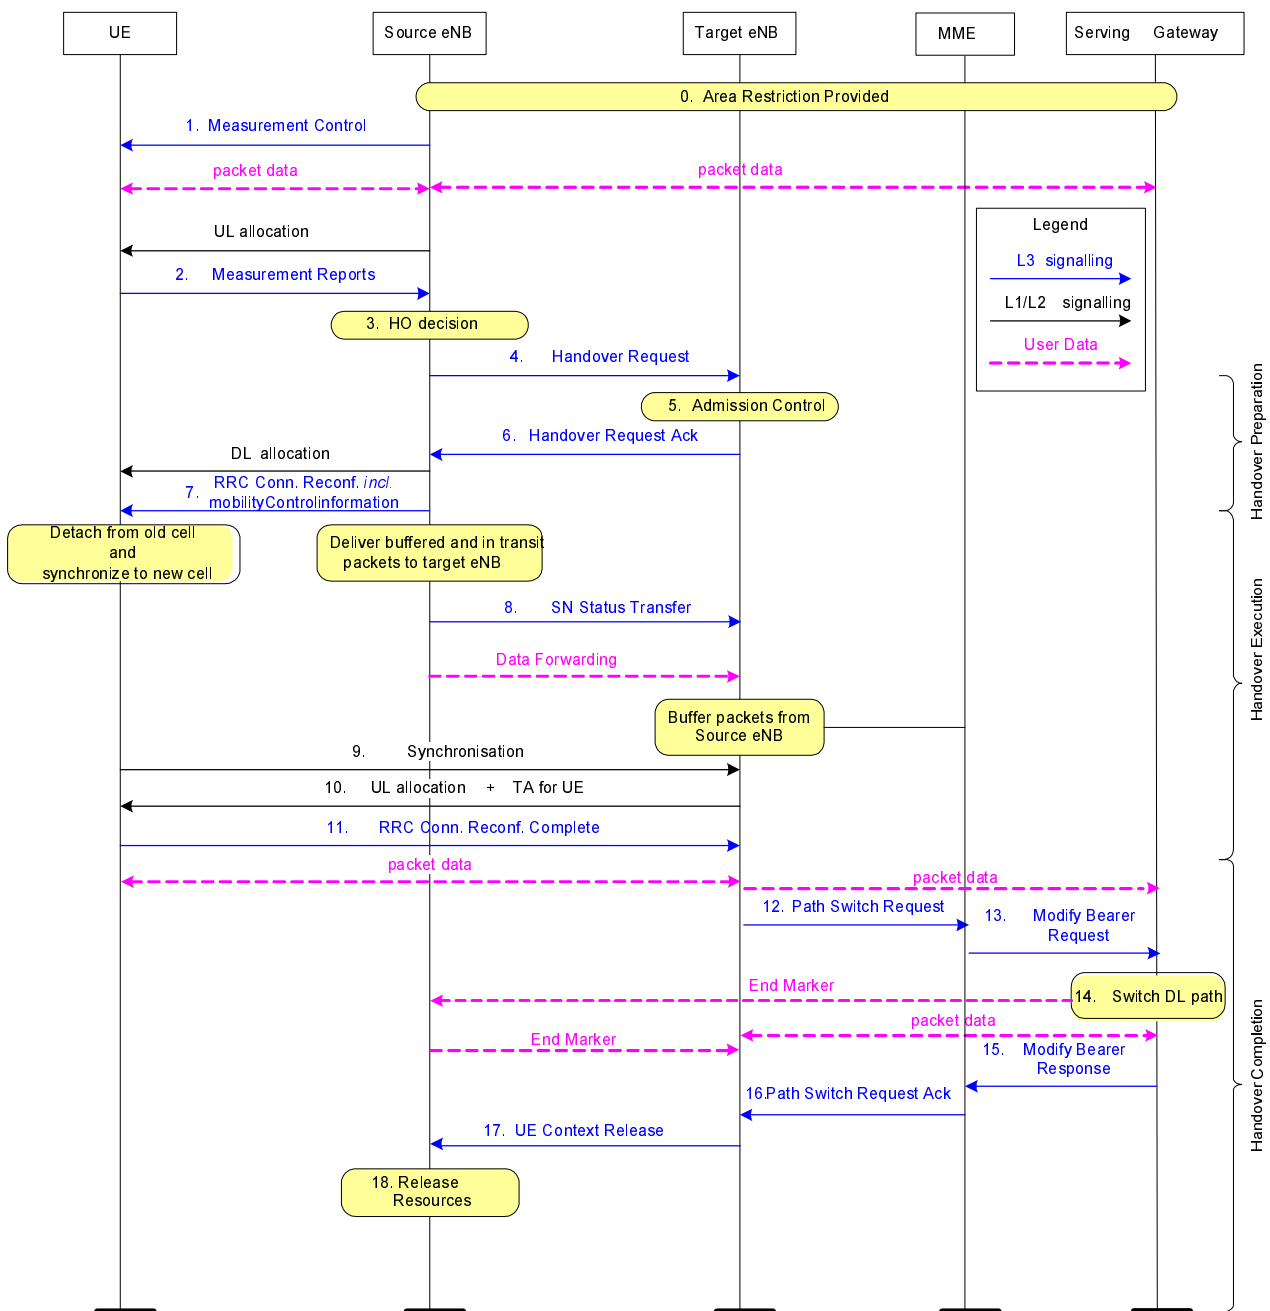 UE
Source eNB
Target eNB
MME
Serving Gateway
0. Area Restriction Provided
1. Measurement Control
packet data
packet data
UL allocation
Legend
L3 signalling
L1/L2 signalling
User Data
2. Measurement Reports
3. HO decision
4. Handover Request
5. Admission Control
6. Handover Request Ack
DL allocation
7. RRC Conn. Reconf. incl.
mobilityControlinformation
Handover Preparation
Detach from old cell
and
synchronize to new cell
Deliver buffered and in transit
packets to target eNB
8. SN Status Transfer
Data Forwarding
Buffer packets from
Source eNB
9. Synchronisation
10. UL allocation + TA for UE
11. RRC Conn. Reconf. Complete
Handover Execution
packet data
packet data
12. Path Switch Request
13. Modify Bearer
Request
End Marker
14. Switch DL path
packet data
End Marker
15. Modify Bearer
Response
16.Path Switch Request Ack
17. UE Context Release
18. Release
Resources
Handover Completion